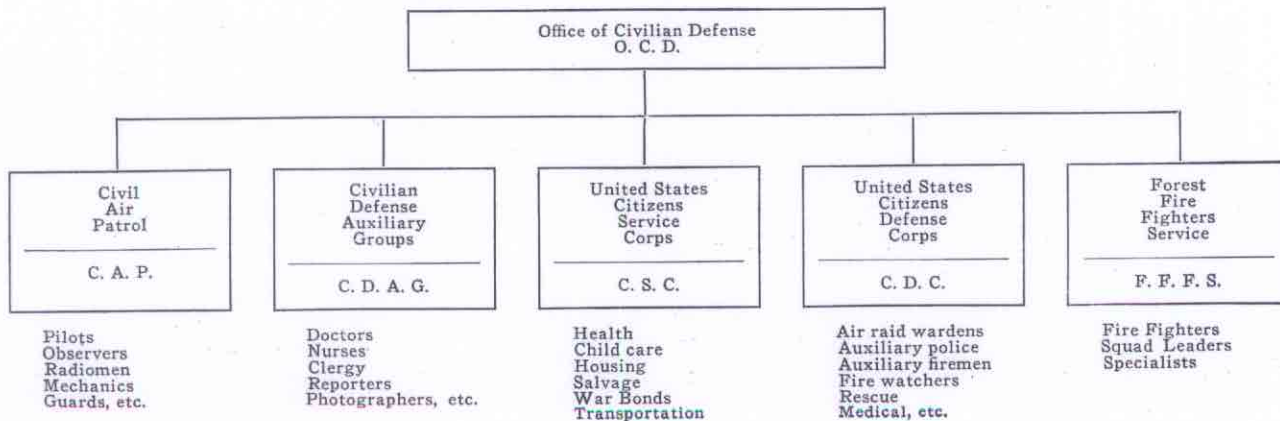 Office of Civilian Defense
O. C. D.
Civil
Air
Patrol
C. A. P.
Pilots
Observers
Radiomen
Mechanics
Guards, etc.
Civilian
Defense
Auxiliary
Groups
C. D. A. G.
Doctors
Nurses
Clergy
Reporters
Photographers, etc.
United States
Citizens
Service
Corps
C. S. C.
Health
Child care
Housing
Salvage
War Bonds
Transportation
United States
Citizens
Defense
Corps
C. D. C.
Air raid wardens
Auxiliary police
Auxiliary firemen
Fire watchers
Rescue
Medical, etc.
Forest
Fire
Fighters
Service
F. F. F. S.
Fire Fighters
Squad Leaders
Specialists